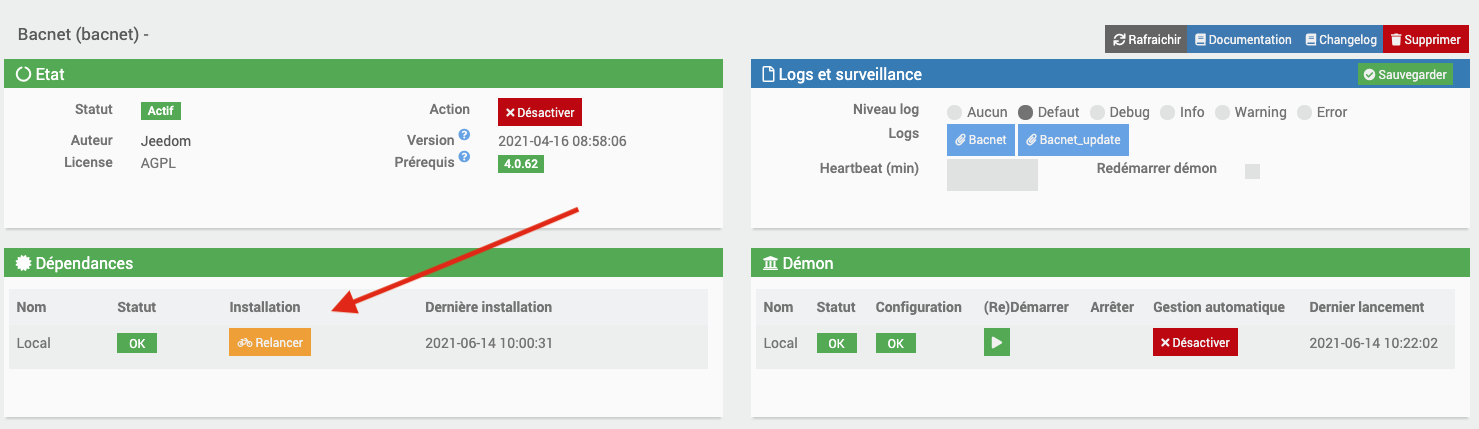 Bacnet (bacnet) -
Rafraichir Documentation Changelog Supprimer
Etat
Statut Actif Action Désactiver
Auteur Jeedom Version ? 2021-04-16 08:58:06
License AGPL Prérequis ? 4.0.62
Logs et surveillance Sauvegarder
Niveau log Aucun Defaut Debug Info Warning Error
Logs Bacnet Bacnet_update
Heartbeat (min) Redémarrer démon
Dépendances
Nom Statut Installation Dernière installation
Local OK Relancer 2021-06-14 10:00:31
Démon
Nom Statut Configuration (Re)Démarrer Arrêter Gestion automatique Dernier lancement
Local OK OK Désactiver 2021-06-14 10:22:02